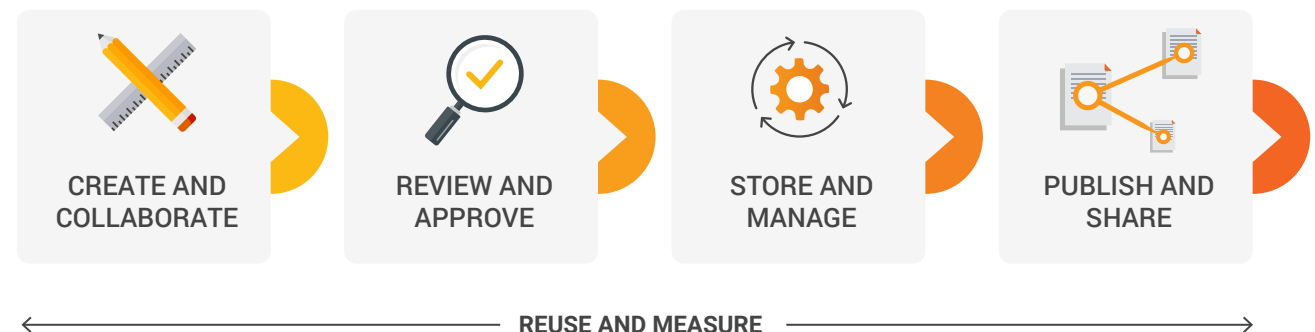 CREATE AND
COLLABORATE
REVIEW AND
APPROVE
STORE AND
MANAGE
PUBLISH AND
SHARE
REUSE AND MEASURE